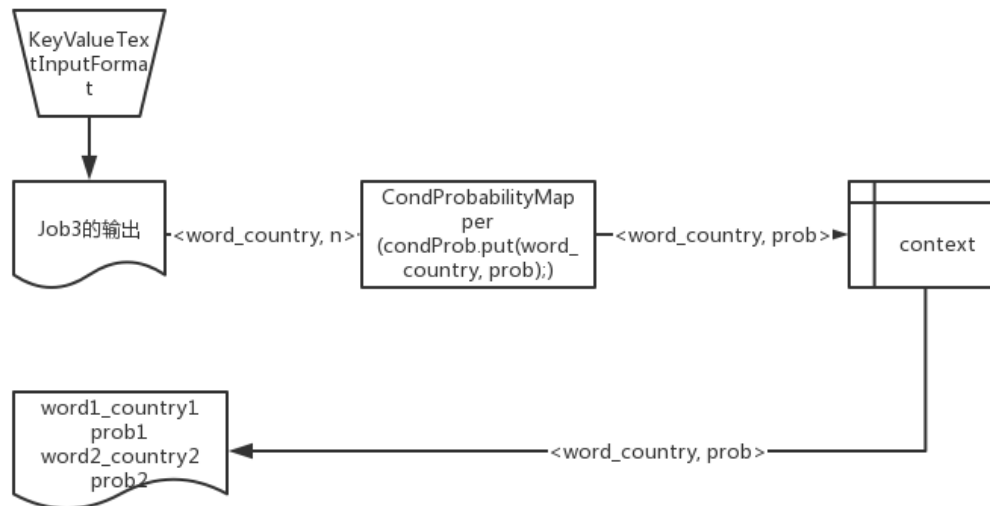 KeyValueTex
tInputForma
t
Job3的输出
<word_country, n>
CondProbabilityMap
per
(condProb.put(word_
country, prob);)
<word_country, prob>
context
word1_country1
prob1
word2_country2
prob2
<word_country, prob>